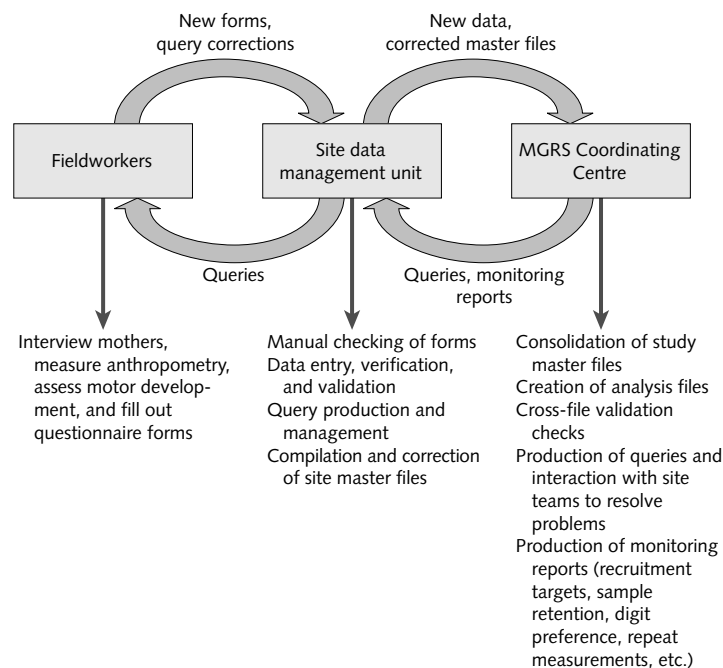 New forms,
query corrections
New data,
corrected master files
Fieldworkers
Site data
management unit
MGRS Coordinating
Centre
Queries
Queries, monitoring
reports
Interview mothers,
measure anthropometry,
assess motor develop-
ment, and fill out
questionnaire forms
Manual checking of forms
Data entry, verification,
and validation
Query production and
management
Compilation and correction
of site master files
Consolidation of study
master files
Creation of analysis files
Cross-file validation
checks
Production of queries and
interaction with site
teams to resolve
problems
Production of monitoring
reports (recruitment
targets, sample
retention, digit
preference, repeat
measurements, etc.)